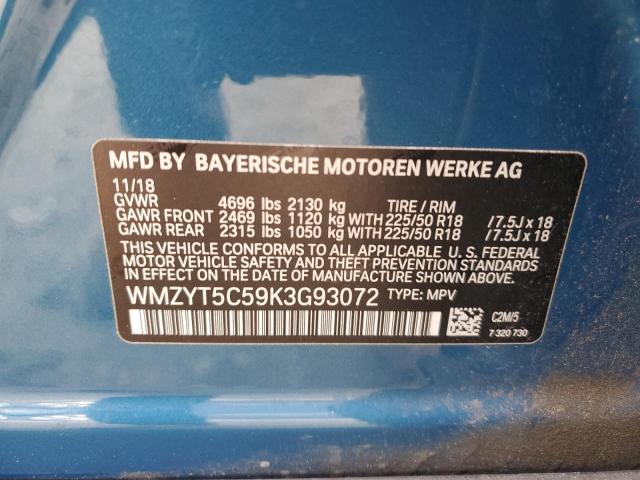 MFD BY BAYERISCHE MOTOREN WERKE AG
11/18
GVWR 4696 lbs 2130 kg TIRE / RIM
GAWR FRONT 2469 lbs 1120 kg WITH 225/50 R18 /7.5J x 18
GAWR REAR 2315 lbs 1050 kg WITH 225/50 R18 /7.5J x 18
THIS VEHICLE CONFORMS TO ALL APPLICABLE U. S. FEDERAL
MOTOR VEHICLE SAFETY AND THEFT PREVENTION STANDARDS
IN EFFECT ON THE DATE OF MANUFACTURE SHOWN ABOVE.
WMZYT5C59K3G93072 TYPE: MPV
C2M/5
7 320 730